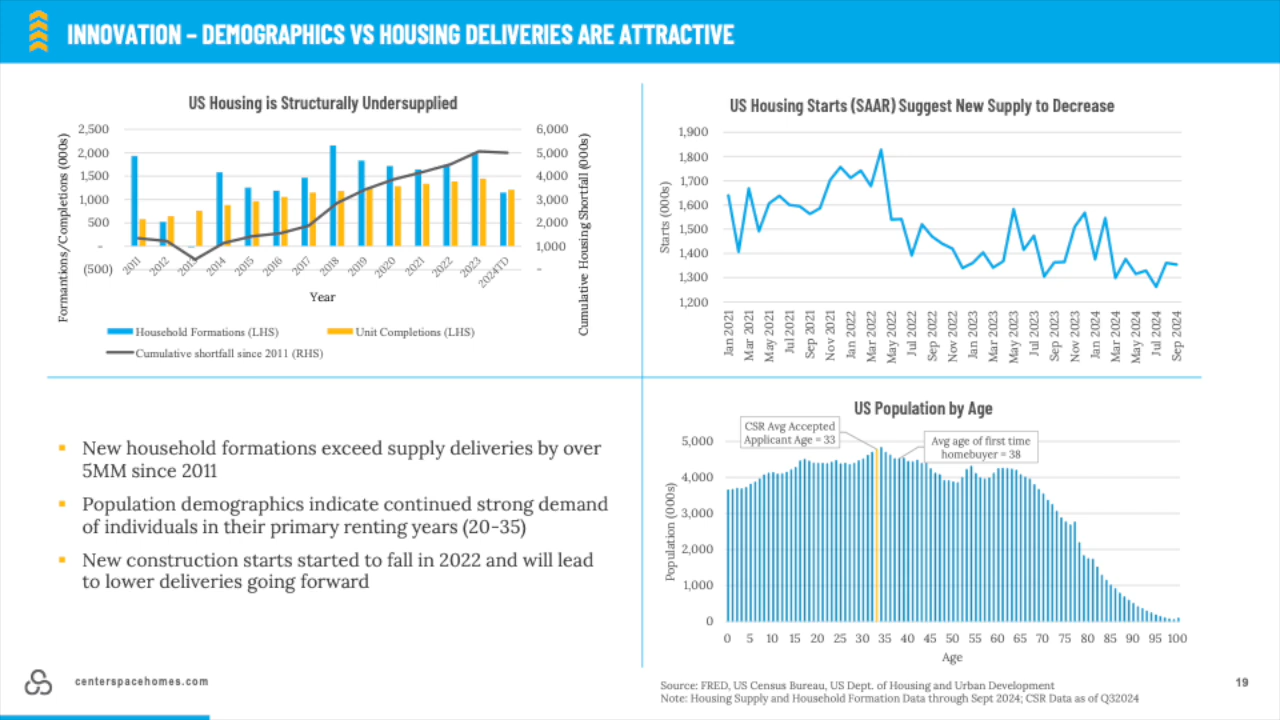 INNOVATION – DEMOGRAPHICS VS HOUSING DELIVERIES ARE ATTRACTIVE
US Housing is Structurally Undersupplied
Formantions/Completions (000s)
2,500
2,000
1,500
1,000
500
-
(500)
6,000
5,000
4,000
3,000
2,000
1,000
-
Cumulative Housing Shortfall (000s)
2011 2012 2013 2014 2015 2016 2017 2018 2019 2020 2021 2022 2023 2024TD
Year
Household Formations (LHS) Unit Completions (LHS)
Cumulative shortfall since 2011 (RHS)
US Housing Starts (SAAR) Suggest New Supply to Decrease
Starts (000s)
1,900
1,800
1,700
1,600
1,500
1,400
1,300
1,200
Jan 2021 Mar 2021 May 2021 Jul 2021 Sep 2021 Nov 2021 Jan 2022 Mar 2022 May 2022 Jul 2022 Sep 2022 Nov 2022 Jan 2023 Mar 2023 May 2023 Jul 2023 Sep 2023 Nov 2023 Jan 2024 Mar 2024 May 2024 Jul 2024 Sep 2024
▪ New household formations exceed supply deliveries by over
5MM since 2011
▪ Population demographics indicate continued strong demand
of individuals in their primary renting years (20-35)
▪ New construction starts started to fall in 2022 and will lead
to lower deliveries going forward
US Population by Age
CSR Avg Accepted
Applicant Age = 33
Avg age of first time
homebuyer = 38
Population (000s)
5,000
4,000
3,000
2,000
1,000
0
0 5 10 15 20 25 30 35 40 45 50 55 60 65 70 75 80 85 90 95 100
Age
centerspacehomes.com
Source: FRED, US Census Bureau, US Dept. of Housing and Urban Development
Note: Housing Supply and Household Formation Data through Sept 2024; CSR Data as of Q32024
19